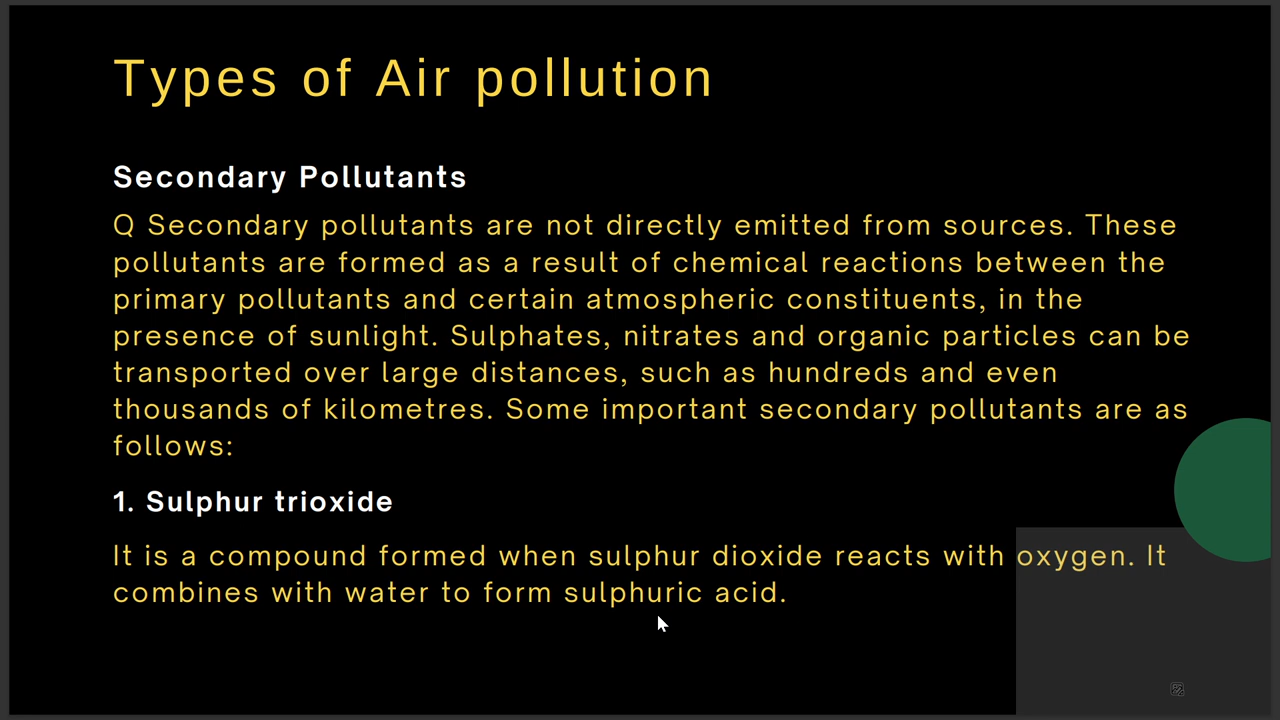 Types of Air pollution
Secondary Pollutants
Q Secondary pollutants are not directly emitted from sources. These
pollutants are formed as a result of chemical reactions between the
primary pollutants and certain atmospheric constituents, in the
presence of sunlight. Sulphates, nitrates and organic particles can be
transported over large distances, such as hundreds and even
thousands of kilometres. Some important secondary pollutants are as
follows:
1. Sulphur trioxide
It is a compound formed when sulphur dioxide reacts with oxygen. It
combines with water to form sulphuric acid.